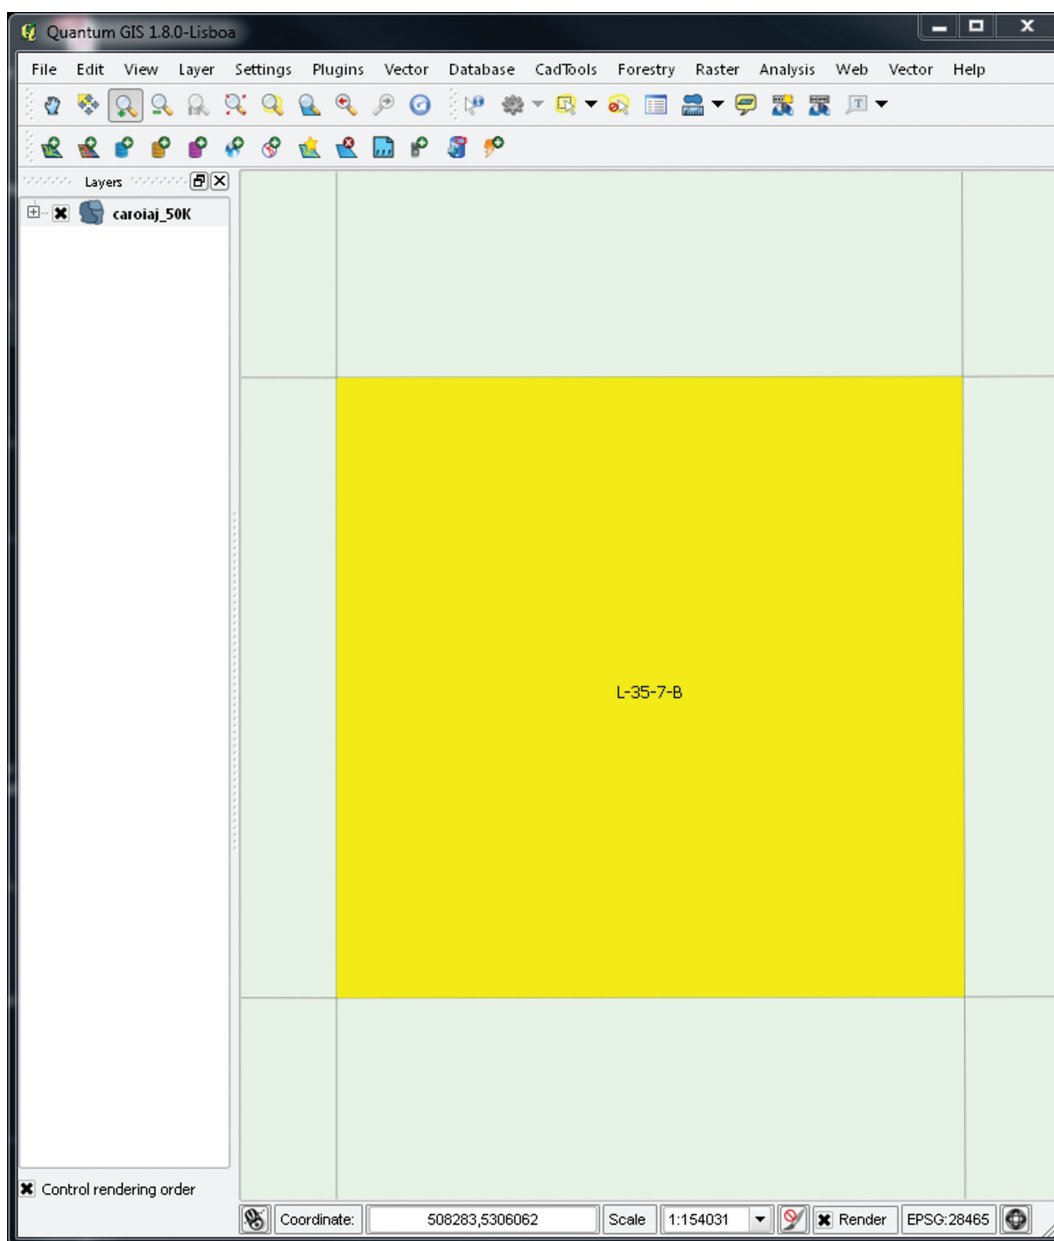 Quantum GIS 1.8.0-Lisboa
File Edit View Layer Settings Plugins Vector Database CadTools Forestry Raster Analysis Web Vector Help
Layers
caroiaj_50K
L-35-7-B
Control rendering order
Coordinate: 508283,5306062 Scale 1:154031 Render EPSG:28465